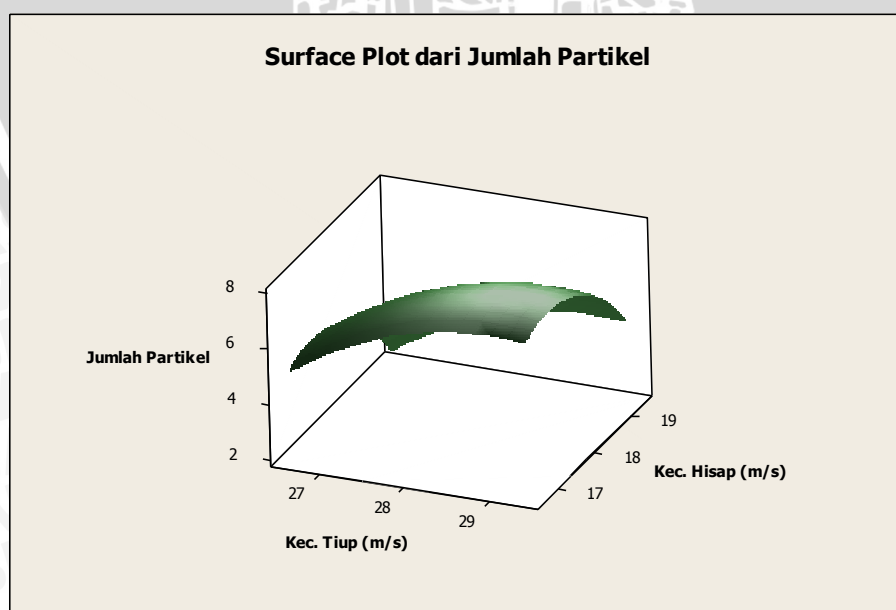 Surface Plot dari Jumlah Partikel
8
6
Jumlah Partikel
4
2
27
28
29
Kec. Tiup (m/s)
19
18
17
Kec. Hisap (m/s)